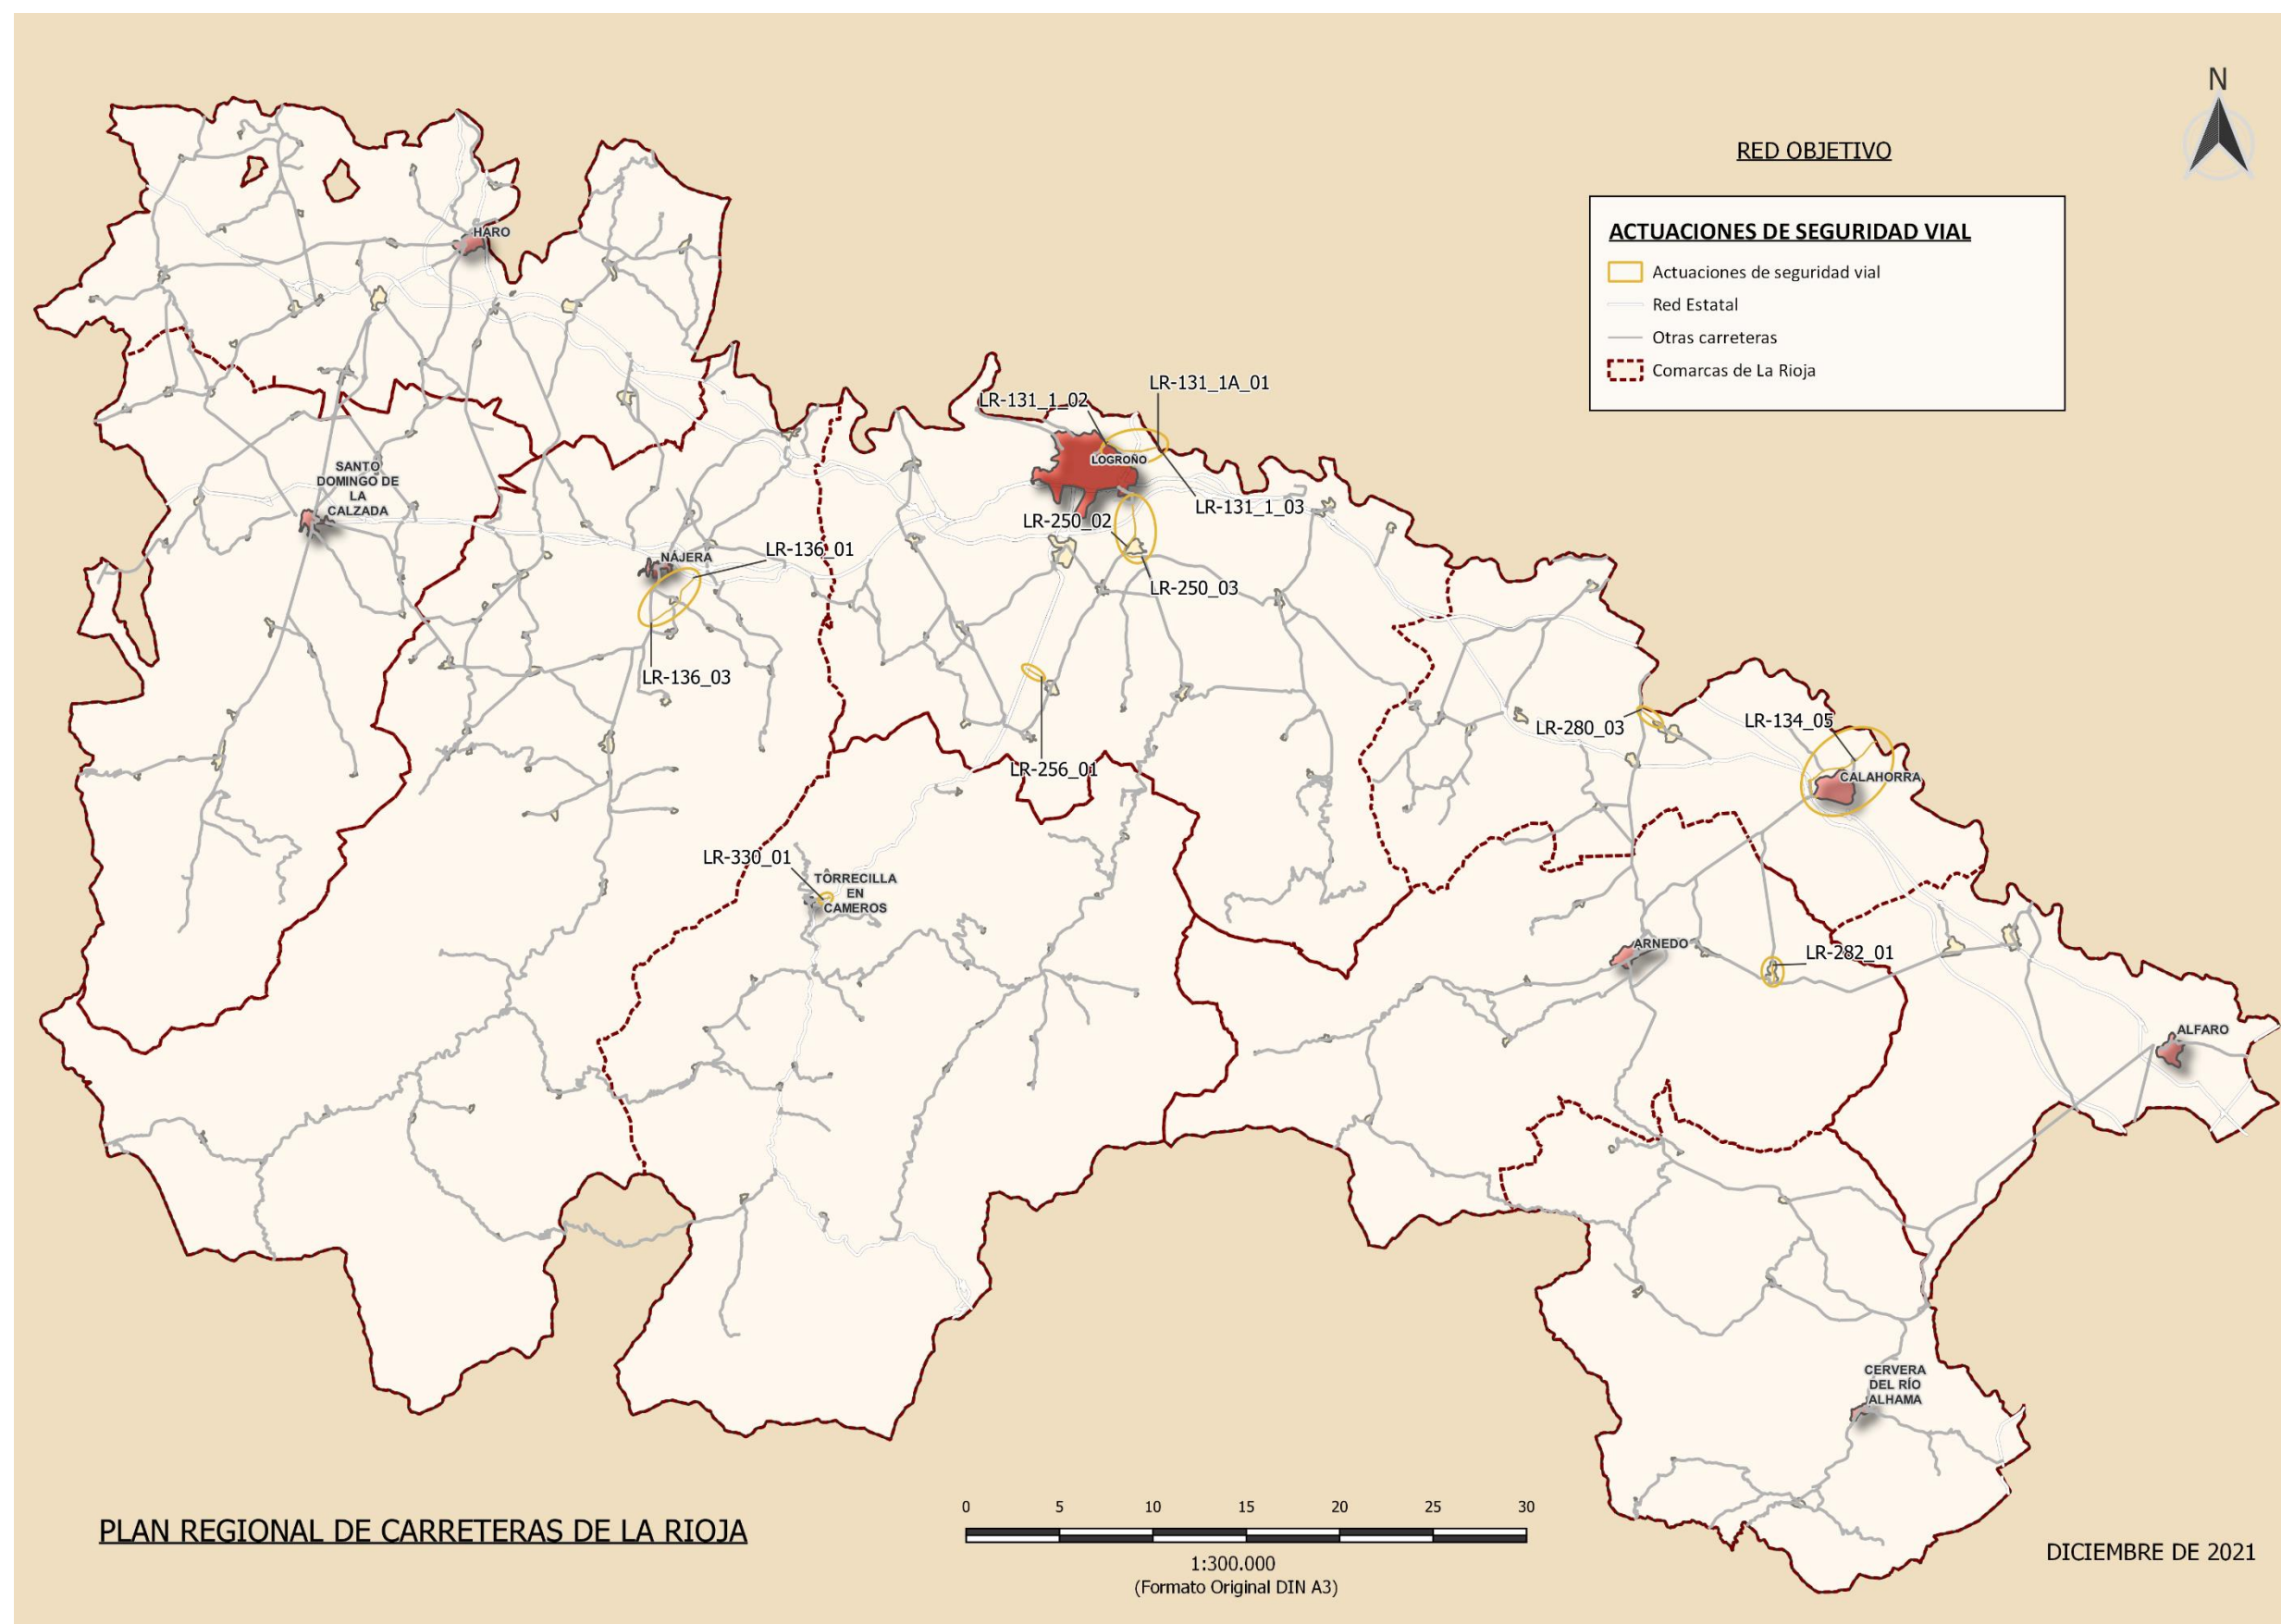 N
RED OBJETIVO
ACTUACIONES DE SEGURIDAD VIAL
Actuaciones de seguridad vial
Red Estatal
Otras carreteras
Comarcas de La Rioja
HARO
LR-131_1A_01
LR-131_1_02
LOGROÑO
SANTO
DOMINGO DE
LA
CALZADA
LR-131_1_03
LR-250_02
LR-136_01
NÁJERA
LR-250_03
LR-136_03
LR-280_03
LR-134_05
LR-256_01
CALAHORRA
LR-330_01
TORRECILLA
EN
CAMEROS
ARNEDO
LR-282_01
ALFARO
CERVERA
DEL RÍO
ALHAMA
0 5 10 15 20 25 30
PLAN REGIONAL DE CARRETERAS DE LA RIOJA
1:300.000
(Formato Original DIN A3)
DICIEMBRE DE 2021